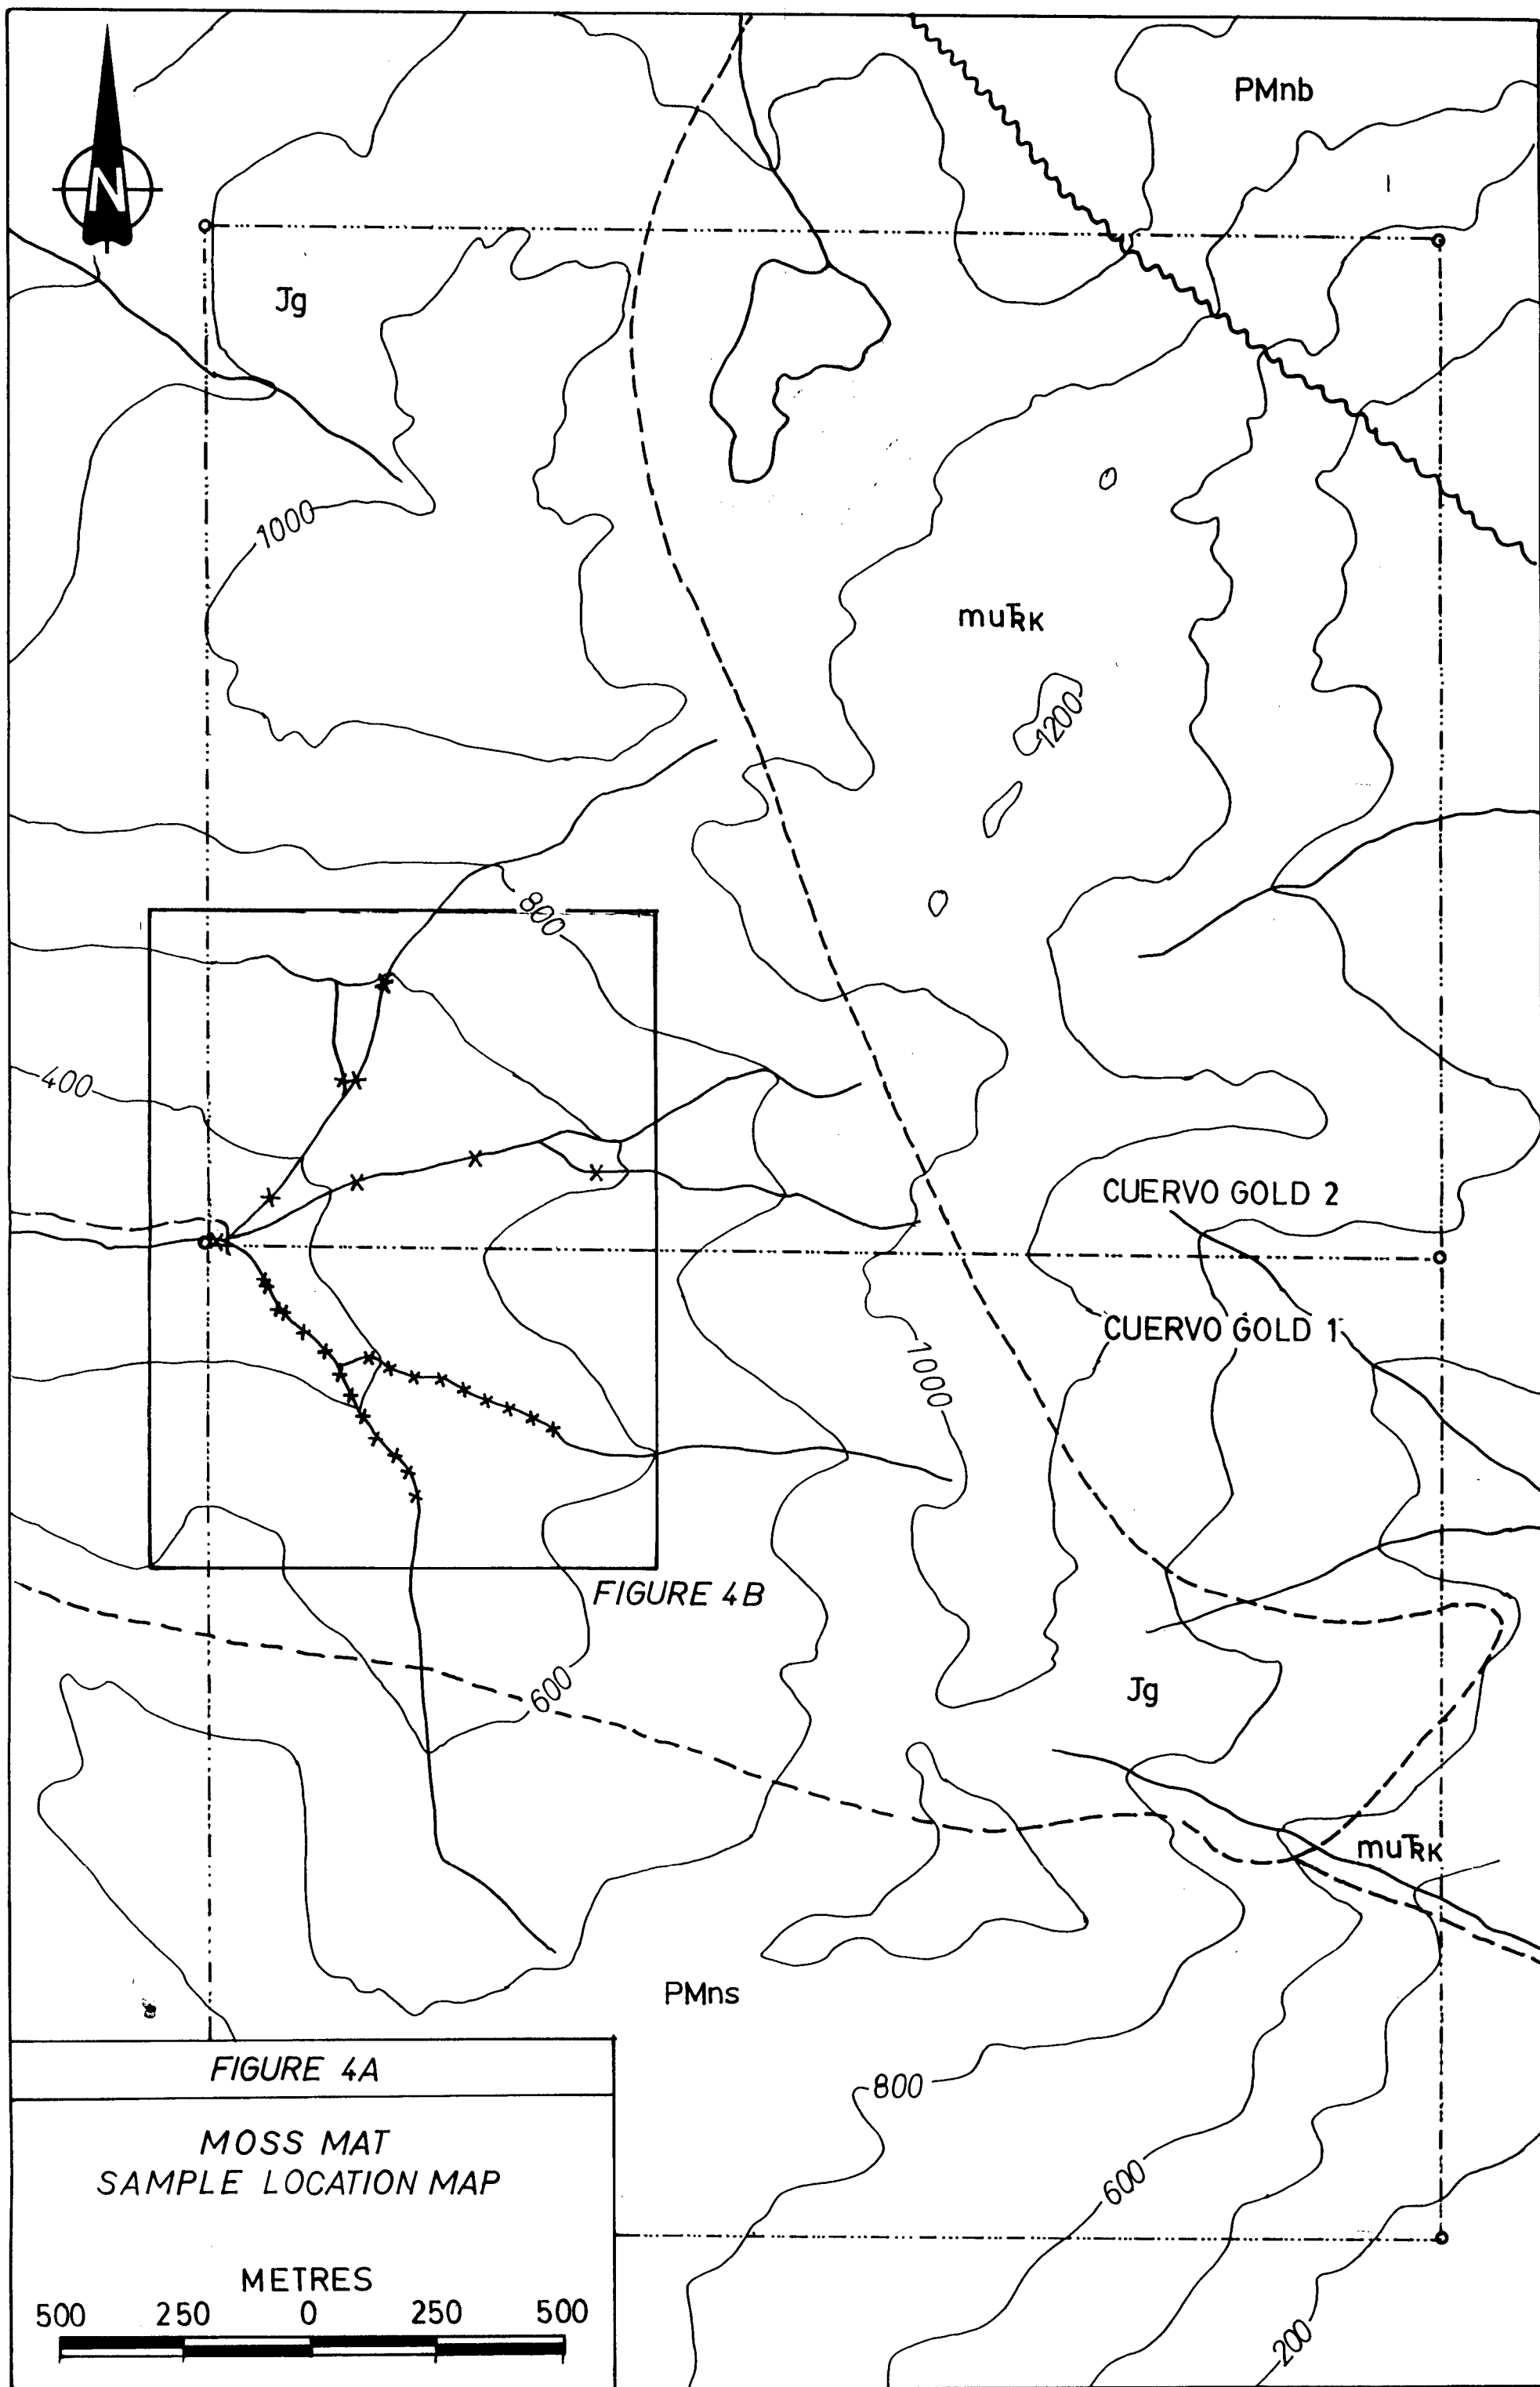 PMnb
N
Jg
1000
muTRK
1200
800
400
CUERVO GOLD 2
CUERVO GOLD 1
1000
FIGURE 4B
600
Jg
muTRK
PMns
FIGURE 4A
800
MOSS MAT
SAMPLE LOCATION MAP
600
METRES
500 250 0 250 500
200